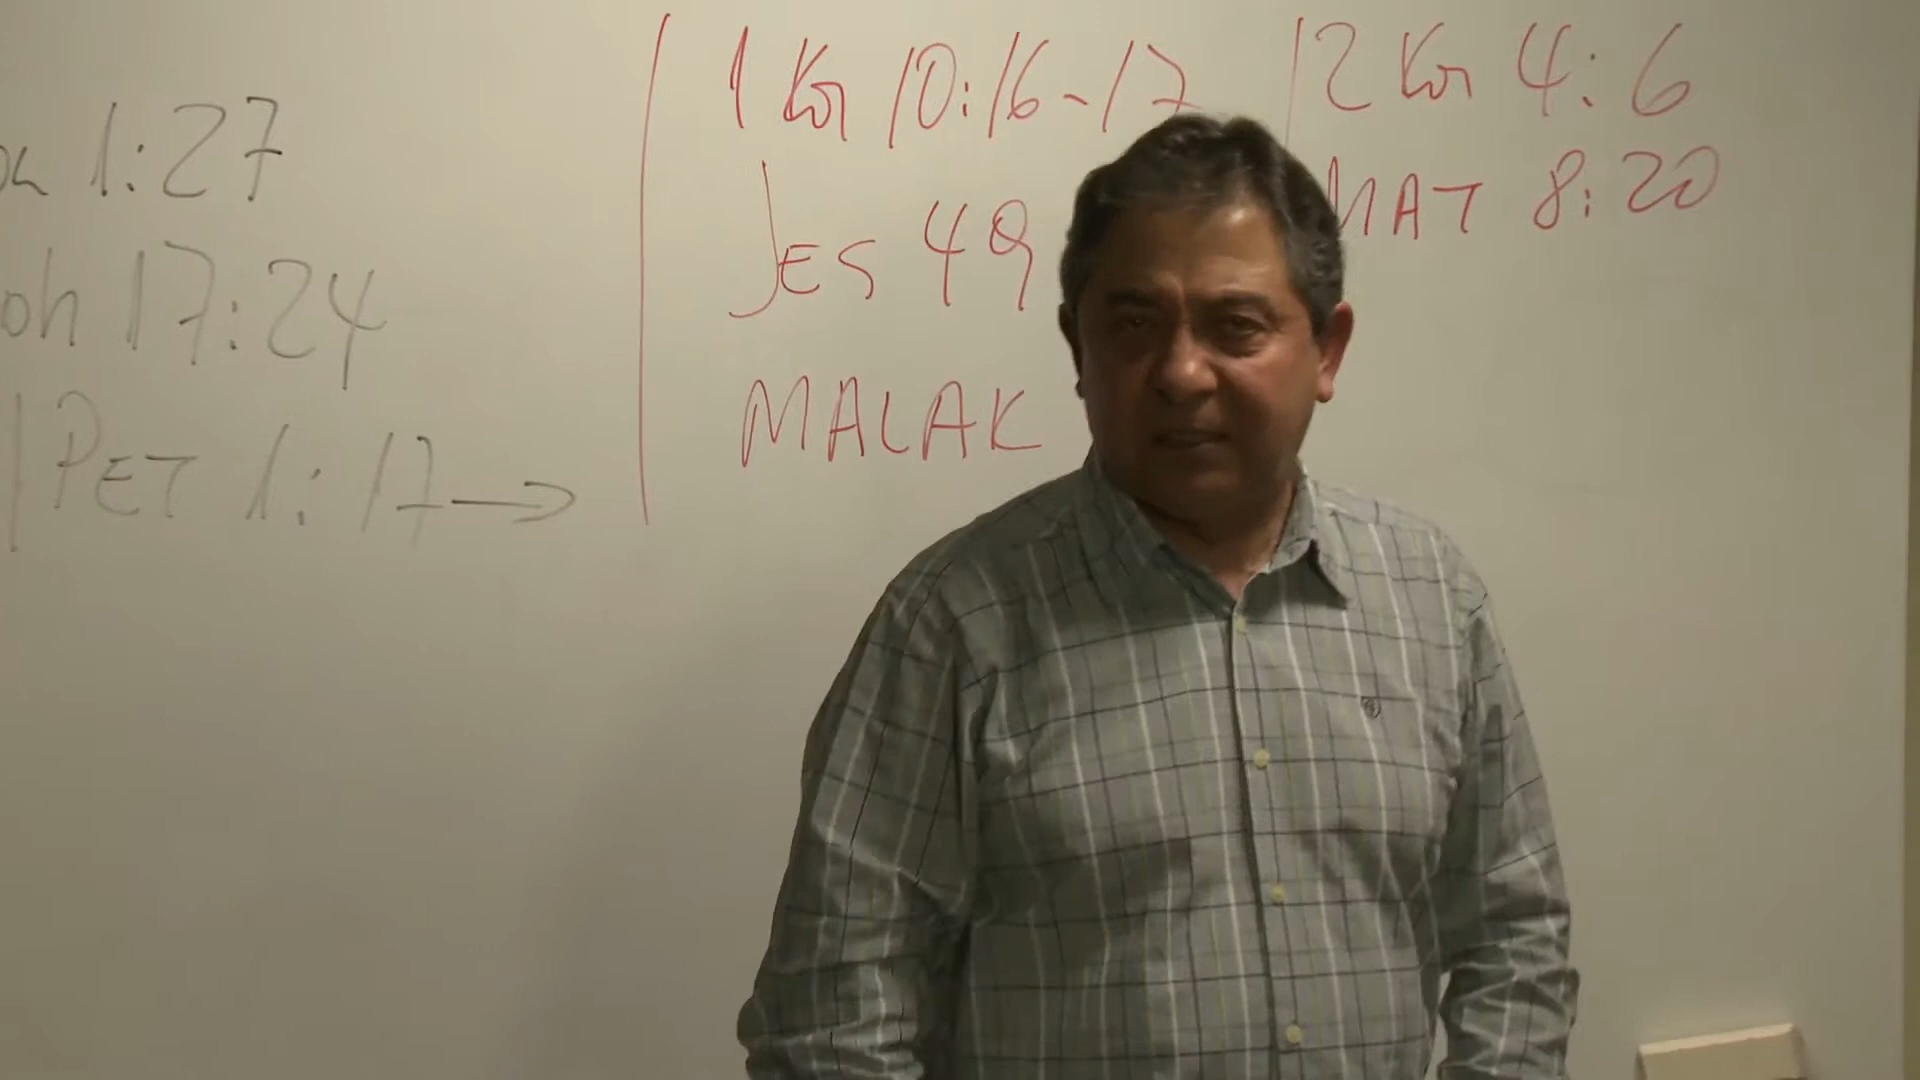 1:27
oh 17:24
1 PET 1:17→
1 Kor 10:16-17
JES 49
MALAK
2 Kor 4:6
MAT 8:20